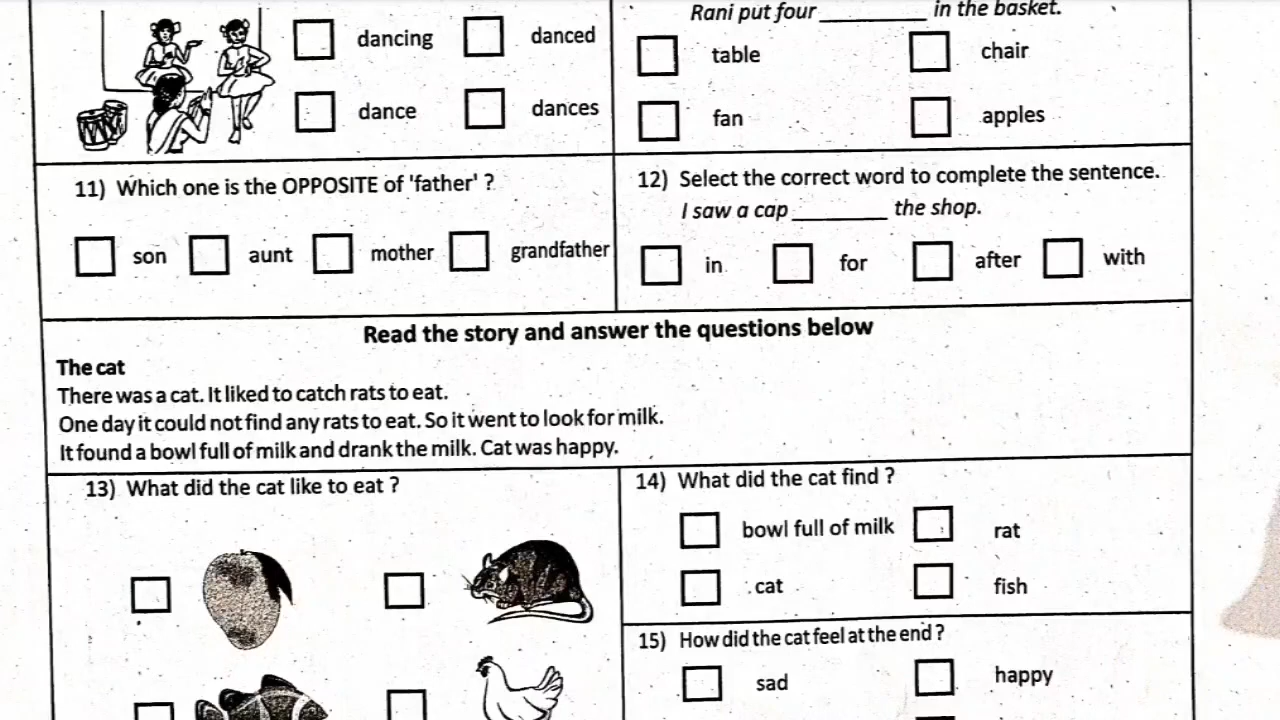 dancing danced
dance dances
Rani put four ________ in the basket.
table chair
fan apples
11) Which one is the OPPOSITE of 'father' ?
son aunt mother grandfather
12) Select the correct word to complete the sentence.
I saw a cap ________ the shop.
in for after with
Read the story and answer the questions below
The cat
There was a cat. It liked to catch rats to eat.
One day it could not find any rats to eat. So it went to look for milk.
It found a bowl full of milk and drank the milk. Cat was happy.
13) What did the cat like to eat ?
14) What did the cat find ?
bowl full of milk rat
cat fish
15) How did the cat feel at the end ?
sad happy